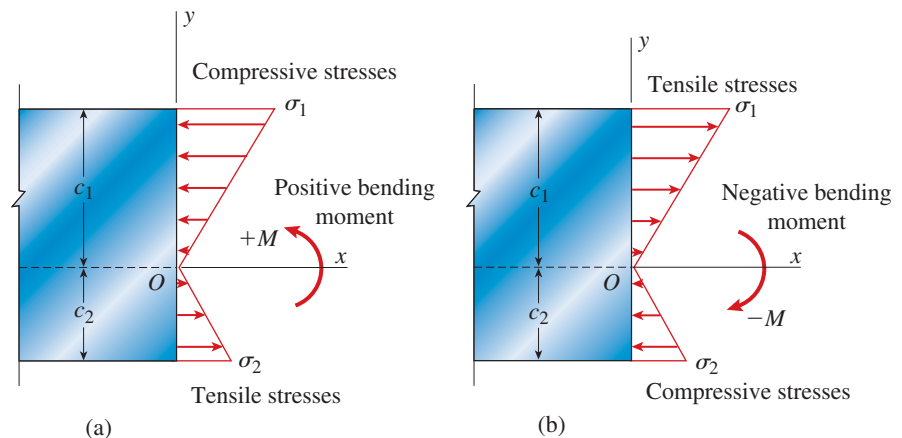 y
Compressive stresses
σ1
c1
Positive bending
moment
+M
x
O
c2
σ2
Tensile stresses
(a)
y
Tensile stresses
σ1
c1
Negative bending
moment
x
O
c2
−M
σ2
Compressive stresses
(b)